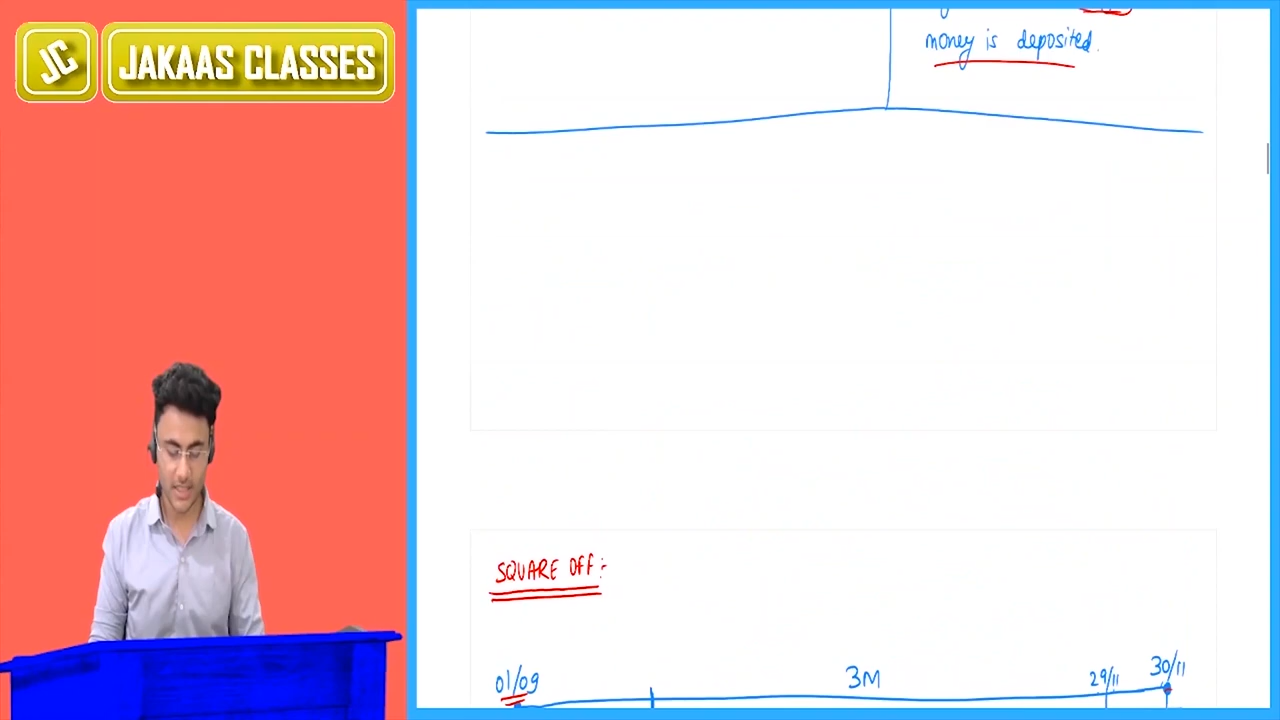 JC
JAKAAS CLASSES
money is deposited.
SQUARE OFF:
01/09
3M
29/11
30/11